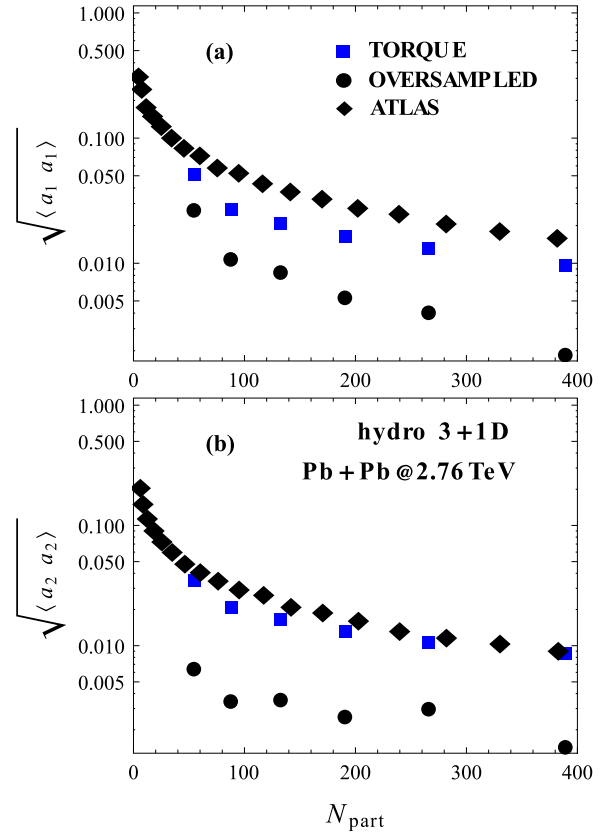 1.000
(a)
TORQUE
0.500
OVERSAMPLED
ATLAS
0.100
0.050
√⟨a₁ a₁⟩
0.010
0.005
0 100 200 300 400
1.000
(b)
hydro 3+1D
0.500
Pb + Pb @ 2.76 TeV
0.100
0.050
√⟨a₂ a₂⟩
0.010
0.005
0 100 200 300 400
N_part